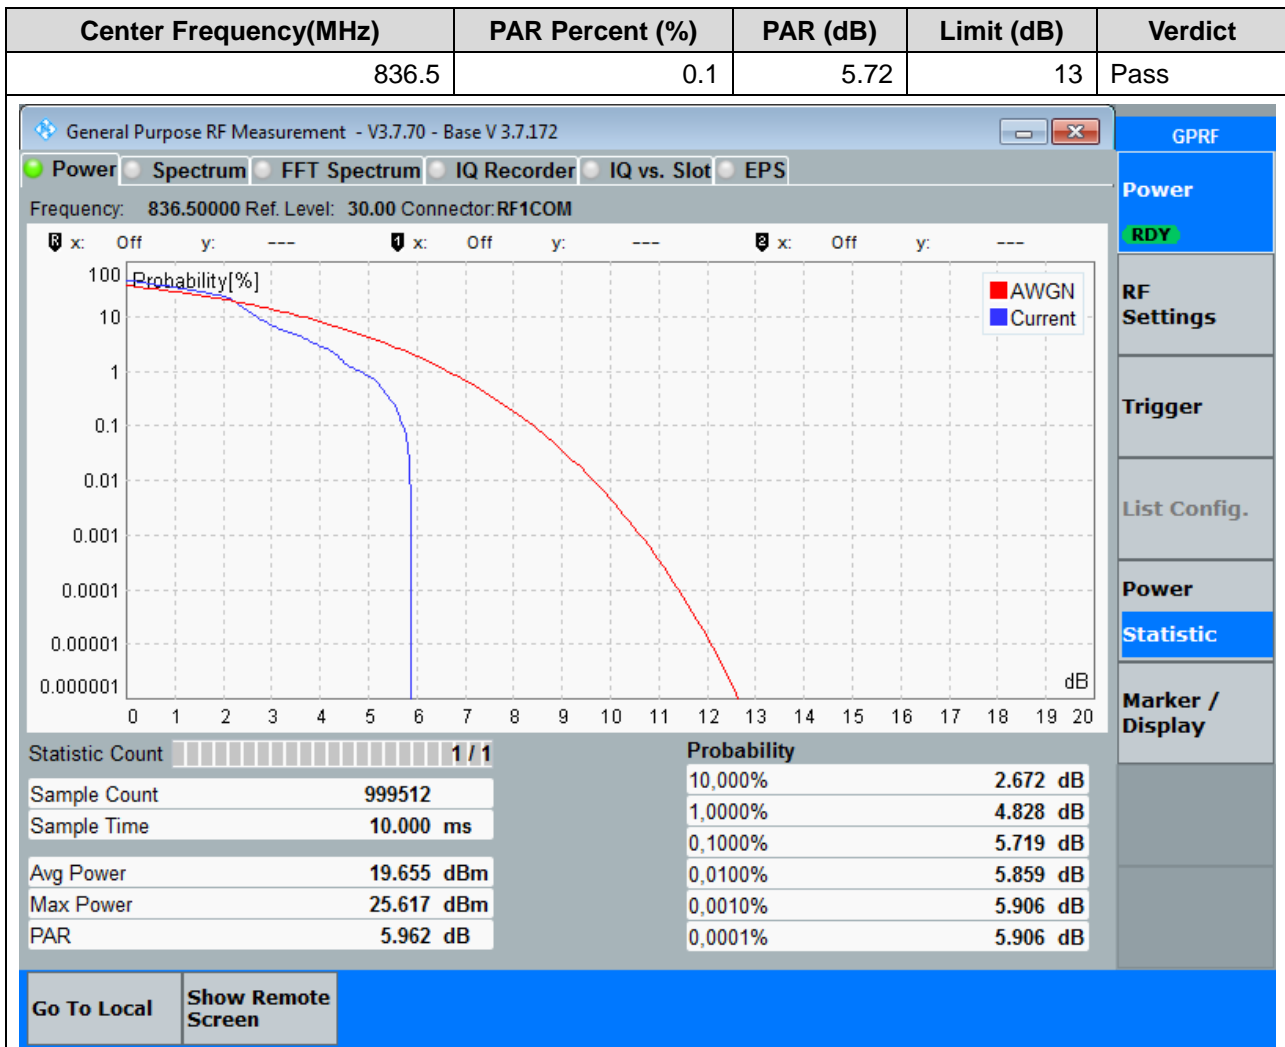 Center Frequency(MHz) PAR Percent (%) PAR (dB) Limit (dB) Verdict
836.5 0.1 5.72 13 Pass
General Purpose RF Measurement - V3.7.70 - Base V 3.7.172
Power Spectrum FFT Spectrum IQ Recorder IQ vs. Slot EPS
Frequency: 836.50000 Ref. Level: 30.00 Connector: RF1COM
R x: Off y: --- 1 x: Off y: --- 2 x: Off y: ---
Probability[%]
AWGN
Current
100
10
1
0.1
0.01
0.001
0.0001
0.00001
0.000001
dB
0 1 2 3 4 5 6 7 8 9 10 11 12 13 14 15 16 17 18 19 20
Statistic Count 1 / 1
Sample Count 999512
Sample Time 10.000 ms
Avg Power 19.655 dBm
Max Power 25.617 dBm
PAR 5.962 dB
Probability
10,000% 2.672 dB
1,0000% 4.828 dB
0,1000% 5.719 dB
0,0100% 5.859 dB
0,0010% 5.906 dB
0,0001% 5.906 dB
GPRF
Power
RDY
RF
Settings
Trigger
List Config.
Power
Statistic
Marker /
Display
Go To Local
Show Remote
Screen